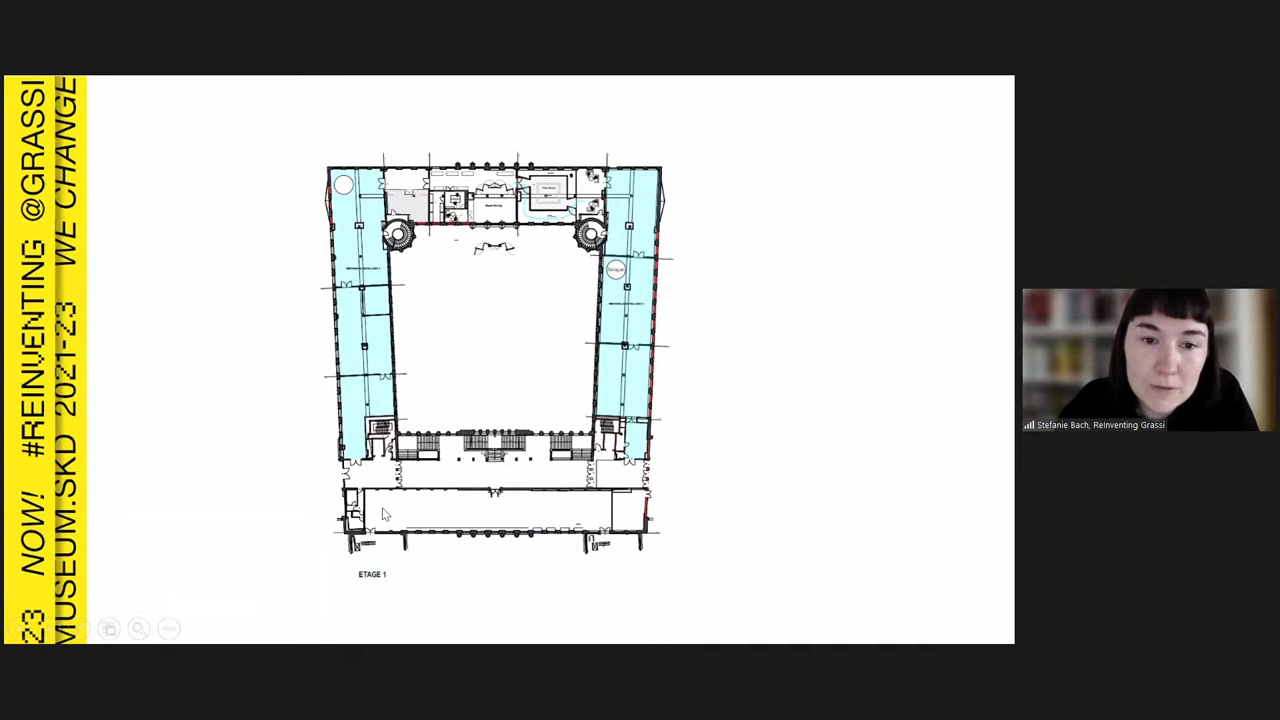 23 NOW! #REINVENTING @GRASSI
MUSEUM.SKD 2021-23 WE CHANGE
ETAGE 1
Stefanie Bach, Reinventing Grassi